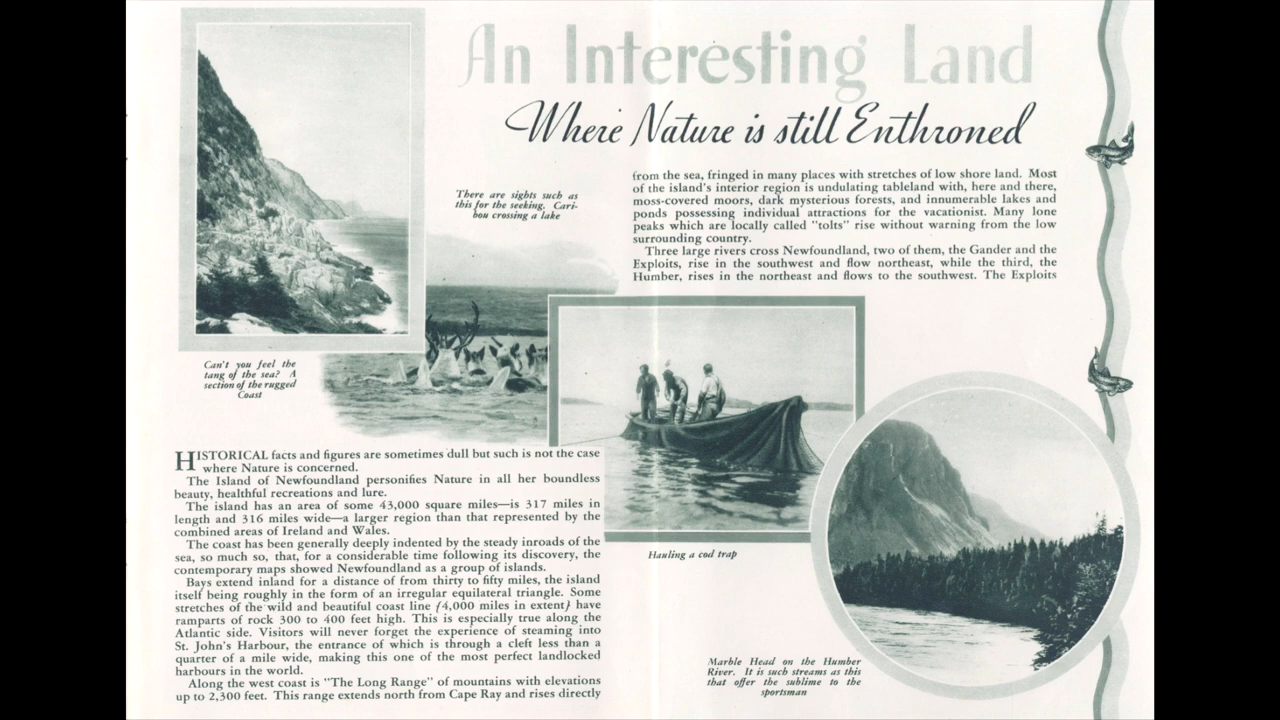 An Interesting Land
Where Nature is still Enthroned
There are sights such as
this for the seeking. Cari-
bou crossing a lake
Can't you feel the
tang of the sea? A
section of the rugged
Coast
HISTORICAL facts and figures are sometimes dull but such is not the case
where Nature is concerned.
The Island of Newfoundland personifies Nature in all her boundless
beauty, healthful recreations and lure.
The island has an area of some 43,000 square miles—is 317 miles in
length and 316 miles wide—a larger region than that represented by the
combined areas of Ireland and Wales.
The coast has been generally deeply indented by the steady inroads of the
sea, so much so, that, for a considerable time following its discovery, the
contemporary maps showed Newfoundland as a group of islands.
Bays extend inland for a distance of from thirty to fifty miles, the island
itself being roughly in the form of an irregular equilateral triangle. Some
stretches of the wild and beautiful coast line (4,000 miles in extent) have
ramparts of rock 300 to 400 feet high. This is especially true along the
Atlantic side. Visitors will never forget the experience of steaming into
St. John's Harbour, the entrance of which is through a cleft less than a
quarter of a mile wide, making this one of the most perfect landlocked
harbours in the world.
Along the west coast is "The Long Range" of mountains with elevations
up to 2,300 feet. This range extends north from Cape Ray and rises directly
from the sea, fringed in many places with stretches of low shore land. Most
of the island's interior region is undulating tableland with, here and there,
moss-covered moors, dark mysterious forests, and innumerable lakes and
ponds possessing individual attractions for the vacationist. Many lone
peaks which are locally called "tolts" rise without warning from the low
surrounding country.
Three large rivers cross Newfoundland, two of them, the Gander and the
Exploits, rise in the southwest and flow northeast, while the third, the
Humber, rises in the northeast and flows to the southwest. The Exploits
Hauling a cod trap
Marble Head on the Humber
River. It is such streams as this
that offer the sublime to the
sportsman